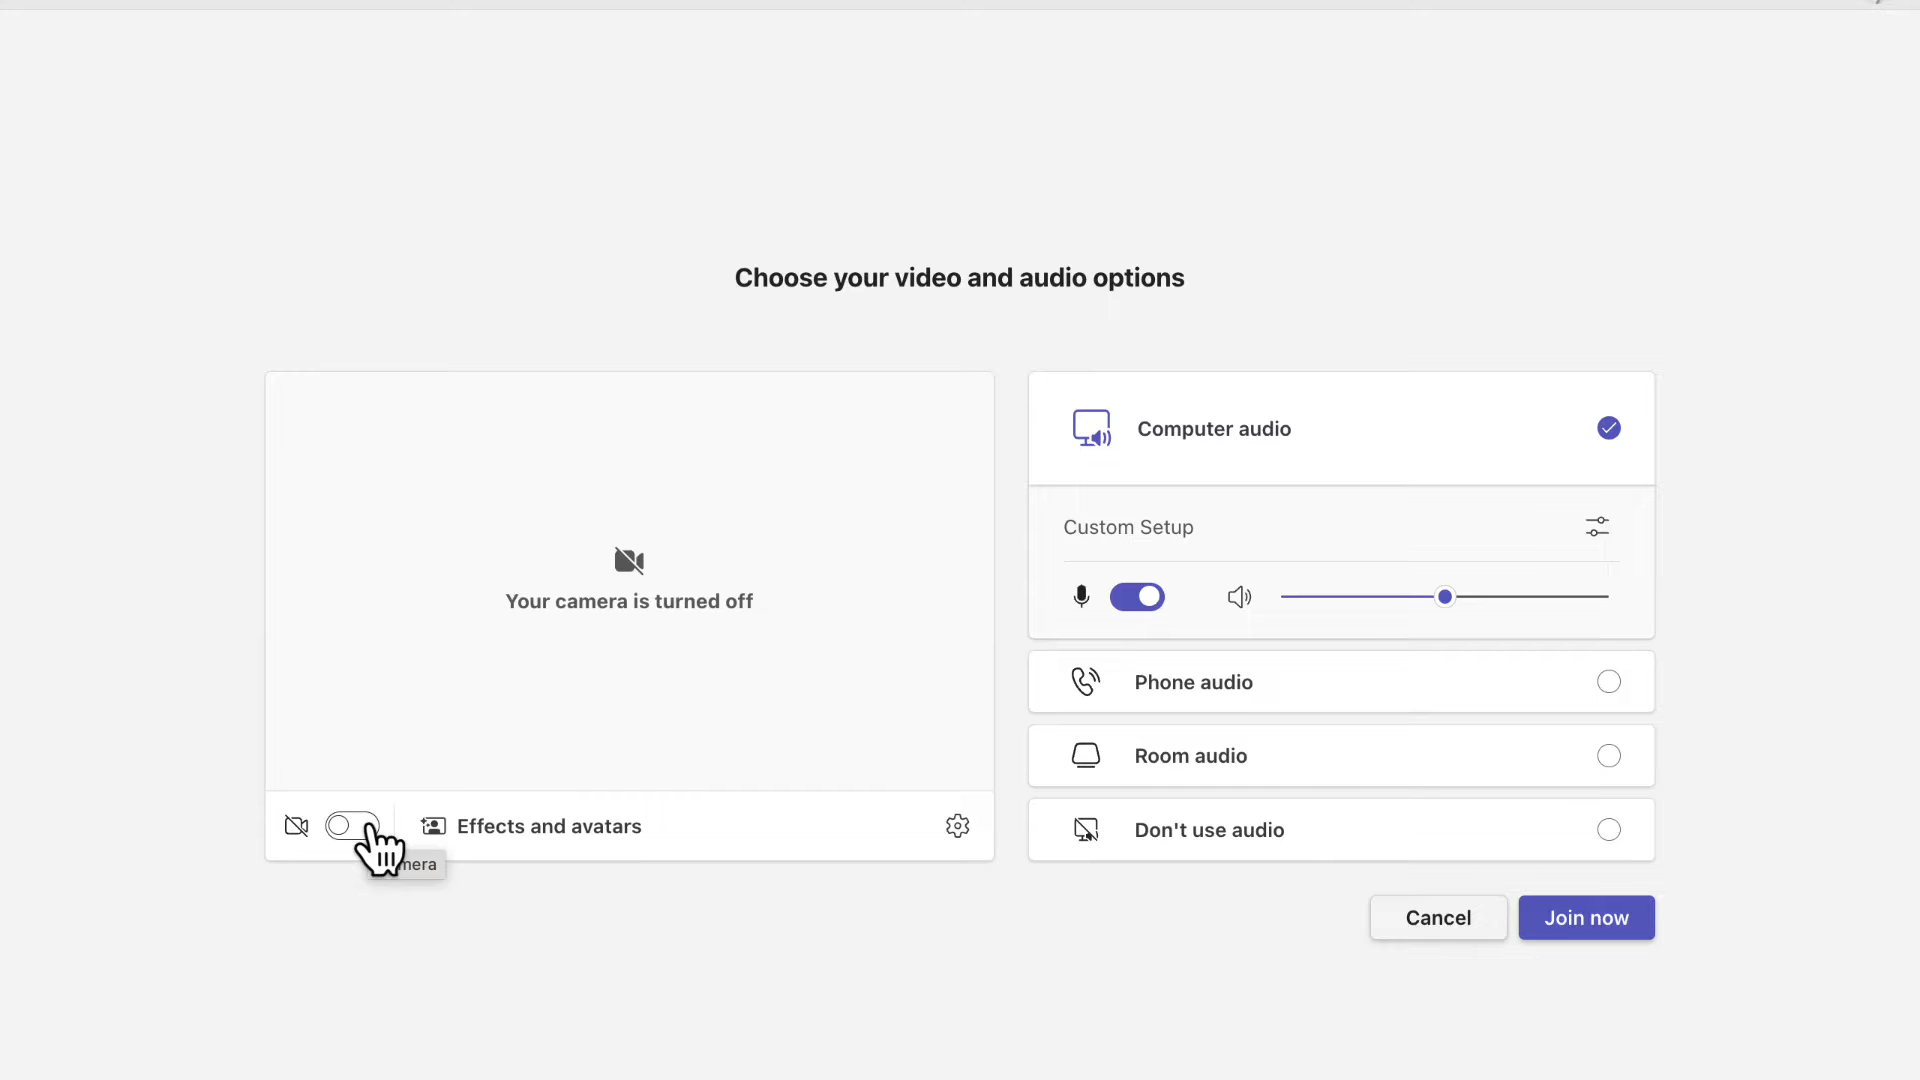 Choose your video and audio options
Computer audio
Custom Setup
Your camera is turned off
Phone audio
Room audio
Effects and avatars
Don't use audio
Cancel
Join now